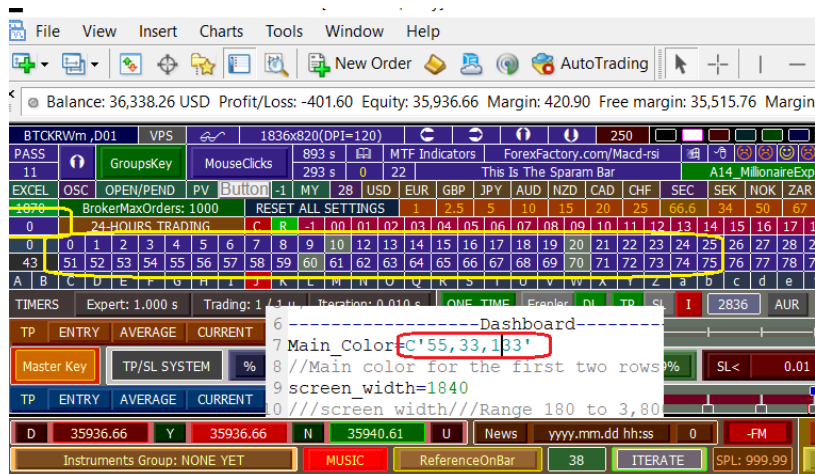 File View Insert Charts Tools Window Help
New Order AutoTrading
Balance: 36,338.26 USD Profit/Loss: -401.60 Equity: 35,936.66 Margin: 420.90 Free margin: 35,515.76 Margin
BTCKRWm ,D01 VPS 1836x820(DPI=120) 250
PASS GroupsKey MouseClicks 893 s MTF Indicators ForexFactory.com/Macd-rsi
11 293 s 0 22 This Is The Sparam Bar A14_MillionaireExp
EXCEL OSC OPEN/PEND PV Button -1 MY 28 USD EUR GBP JPY AUD NZD CAD CHF SEC SEK NOK ZAR
1870 BrokerMaxOrders: 1000 RESET ALL SETTINGS 1 2.5 5 10 15 20 25 66.6 34 50 67
0 24-HOURS TRADING C R -1 00 01 02 03 04 05 06 07 08 09 10 11 12 13 14 15 16 17 1
0 0 1 2 3 4 5 6 7 8 9 10 12 13 14 15 16 17 18 19 20 21 22 23 24 25 26 27 28 2
43 51 52 53 54 55 56 57 58 59 60 61 62 63 64 65 66 67 68 69 70 71 72 73 74 75 76 77 78 7
A B C D E F G H I J K L M N O Q R S T U V W X Y Z a b c d e
TIMERS Expert: 1.000 s Trading: 1 / 1 Iteration: 0.010 s ONE TIME DL TP SL I 2836 AUR
6 ------------------Dashboard---------
TP ENTRY AVERAGE CURRENT
7 Main_Color=C'55,33,133'
Master Key TP/SL SYSTEM % 8 //Main color for the first two rows % SL< 0.01
9 screen_width=1840
TP ENTRY AVERAGE CURRENT
10 ///screen width///Range 180 to 3,80
D 35936.66 Y 35936.66 N 35940.61 U News yyyy.mm.dd hh:ss 0 -FM
Instruments Group: NONE YET MUSIC ReferenceOnBar 38 ITERATE SPL: 999.99